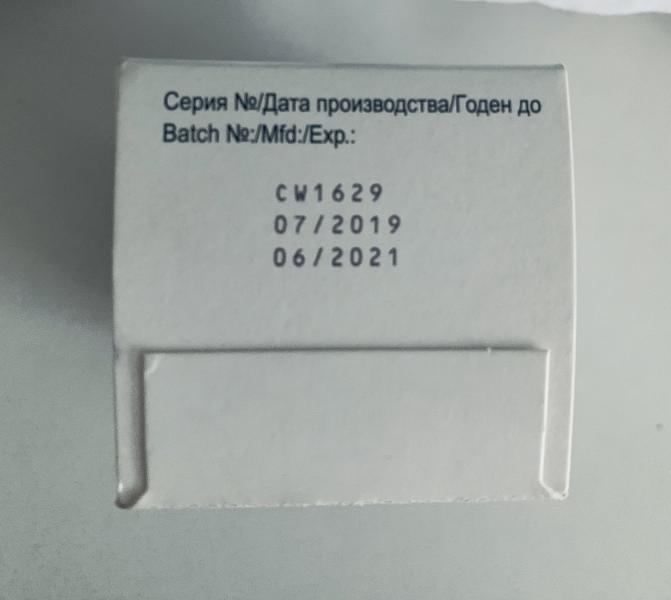 Серия №/Дата производства/Годен до
Batch №:/Mfd:/Exp.:
CW1629
07/2019
06/2021